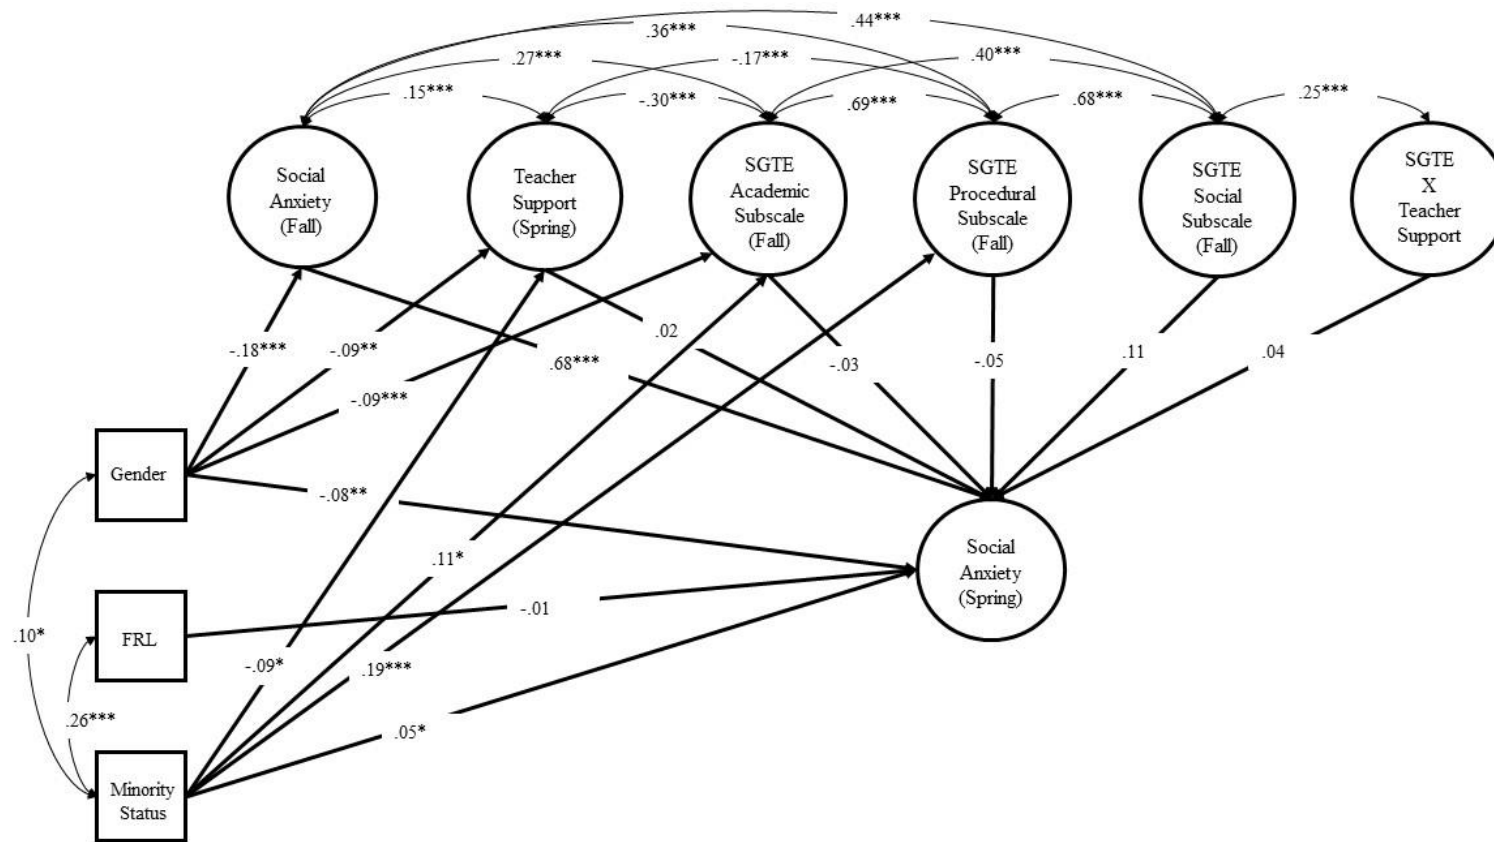 .44***
.36***
.27***
-.17***
.40***
.15***
-.30***
.69***
.68***
.25***
Social
Anxiety
(Fall)
Teacher
Support
(Spring)
SGTE
Academic
Subscale
(Fall)
SGTE
Procedural
Subscale
(Fall)
SGTE
Social
Subscale
(Fall)
SGTE
X
Teacher
Support
-.18***
-.09**
.02
.68***
-.03
-.05
.11
.04
-.09***
Gender
-.08**
Social
Anxiety
(Spring)
.11*
-.01
FRL
.10*
-.09*
.19***
.26***
.05*
Minority
Status